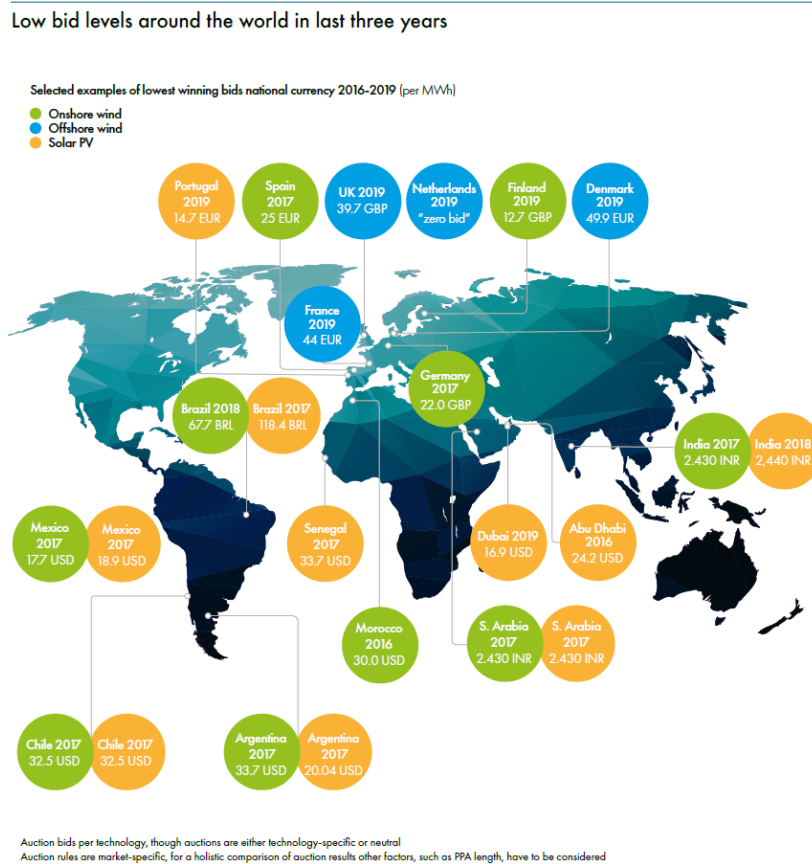 Low bid levels around the world in last three years
Selected examples of lowest winning bids national currency 2016-2019 (per MWh)
Onshore wind
Offshore wind
Solar PV
Portugal
2019
14.7 EUR
Spain
2017
25 EUR
UK 2019
39.7 GBP
Netherlands
2019
"zero bid"
Finland
2019
12.7 GBP
Denmark
2019
49.9 EUR
France
2019
44 EUR
Germany
2017
22.0 GBP
Brazil 2018
67.7 BRL
Brazil 2017
118.4 BRL
India 2017
2.430 INR
India 2018
2,440 INR
Mexico
2017
17.7 USD
Mexico
2017
18.9 USD
Senegal
2017
33.7 USD
Dubai 2019
16.9 USD
Abu Dhabi
2016
24.2 USD
Morocco
2016
30.0 USD
S. Arabia
2017
2.430 INR
S. Arabia
2017
2.430 INR
Chile 2017
32.5 USD
Chile 2017
32.5 USD
Argentina
2017
33.7 USD
Argentina
2017
20.04 USD
Auction bids per technology, though auctions are either technology-specific or neutral
Auction rules are market-specific, for a holistic comparison of auction results other factors, such as PPA length, have to be considered